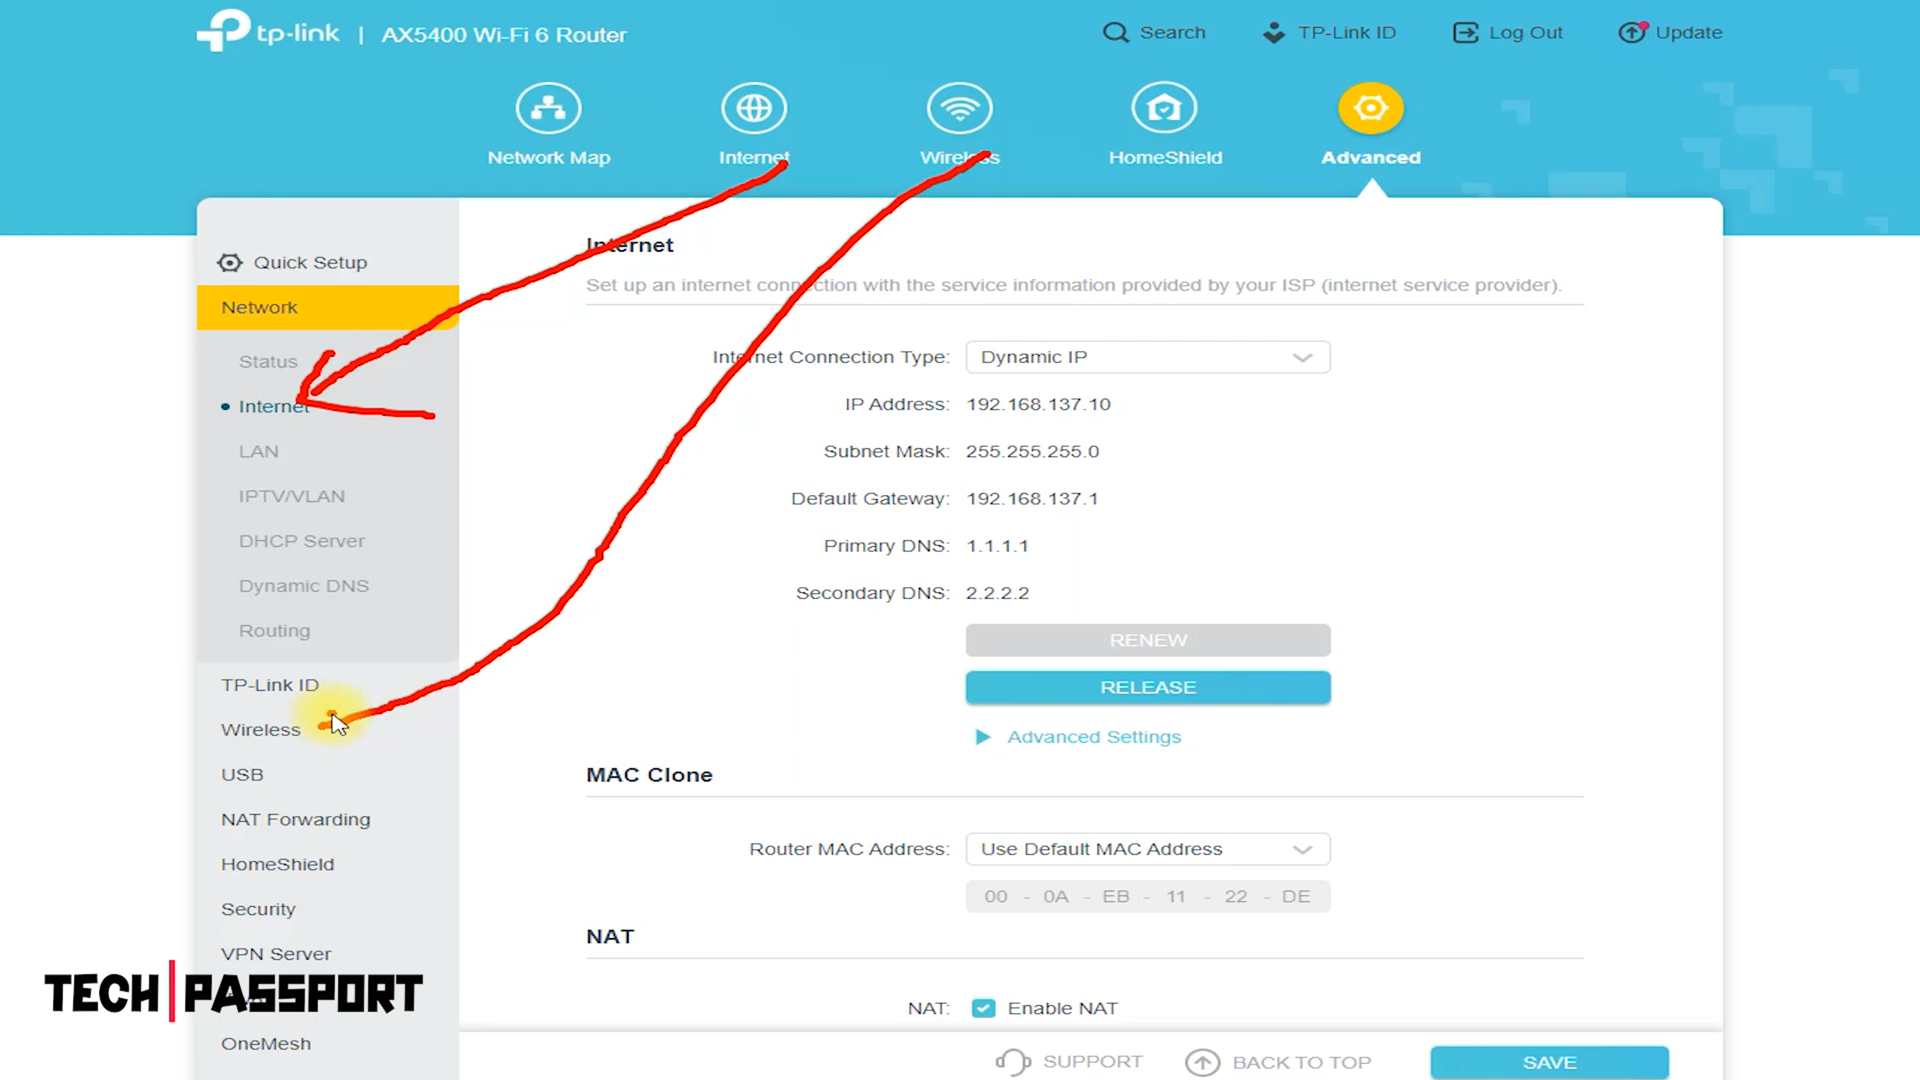 tp-link | AX5400 Wi-Fi 6 Router
Search
TP-Link ID
Log Out
Update
Network Map
Internet
Wireless
HomeShield
Advanced
Quick Setup
Network
Status
Internet
LAN
IPTV/VLAN
DHCP Server
Dynamic DNS
Routing
TP-Link ID
Wireless
USB
NAT Forwarding
HomeShield
Security
VPN Server
OneMesh
Internet
Set up an internet connection with the service information provided by your ISP (internet service provider).
Internet Connection Type: Dynamic IP
IP Address: 192.168.137.10
Subnet Mask: 255.255.255.0
Default Gateway: 192.168.137.1
Primary DNS: 1.1.1.1
Secondary DNS: 2.2.2.2
RENEW
RELEASE
Advanced Settings
MAC Clone
Router MAC Address: Use Default MAC Address
00 - 0A - EB - 11 - 22 - DE
NAT
NAT: Enable NAT
SUPPORT
BACK TO TOP
SAVE
TECH|PASSPORT